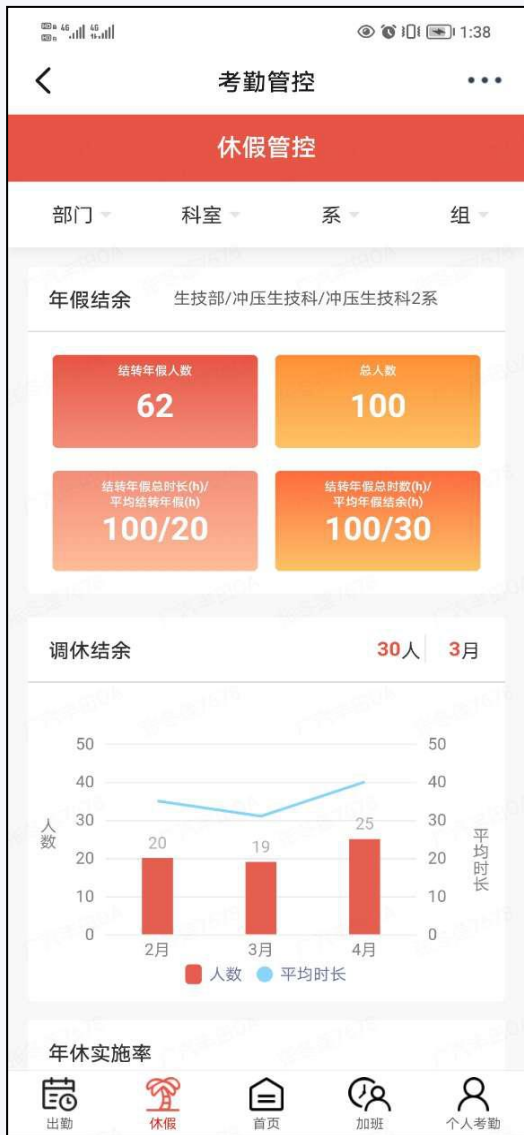 1:38
考勤管控
休假管控
部门 科室 系 组
年假结余 生技部/冲压生技科/冲压生技科2系
结转年假人数
62
总人数
100
结转年假总时长(h)/
平均结转年假(h)
100/20
结转年假总时数(h)/
平均年假结余(h)
100/30
调休结余 30人 3月
50 50
40 40
30 30
20 20
10 10
0 0
人数
平均时长
20 19 25
2月 3月 4月
人数 平均时长
年休实施率
出勤 休假 首页 加班 个人考勤